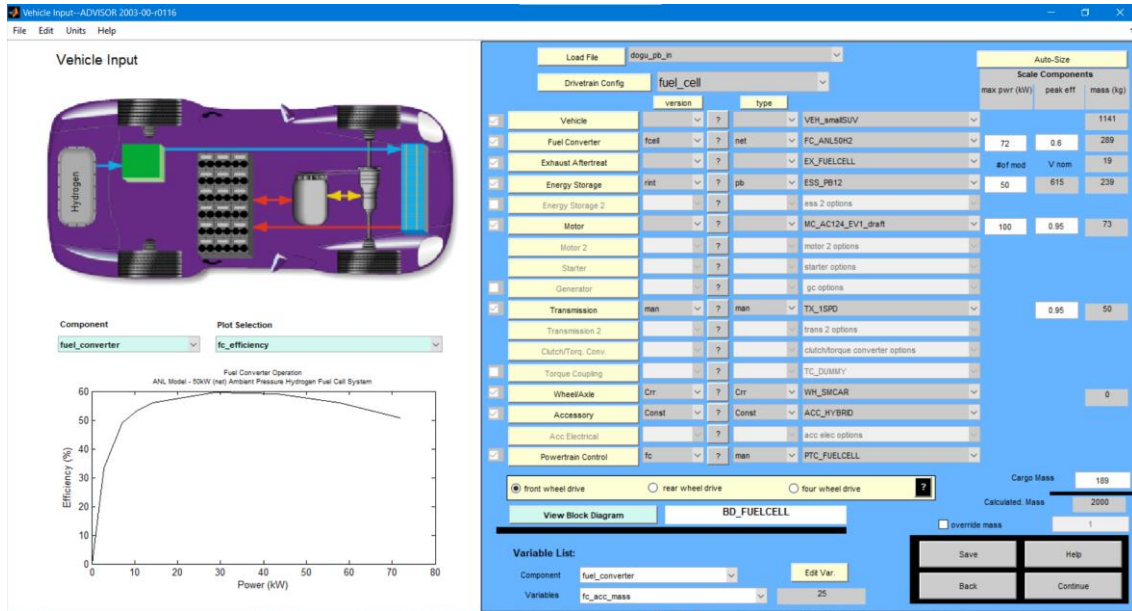 Vehicle Input--ADVISOR 2003-00-r0116
File Edit Units Help
Vehicle Input
Hydrogen
Component Plot Selection
fuel_converter fc_efficiency
Fuel Converter Operation
ANL Model - 50kW (net) Ambient Pressure Hydrogen Fuel Cell System
Efficiency (%)
60
50
40
30
20
10
0
0 10 20 30 40 50 60 70 80
Power (kW)
Load File dogu_pb_in
Auto-Size
Drivetrain Config fuel_cell
Scale Components
version type max pwr (kW) peak eff mass (kg)
Vehicle ? VEH_smallSUV 1141
Fuel Converter fcell ? net FC_ANL50H2 72 0.6 289
Exhaust Aftertreat ? EX_FUELCELL #of mod V nom 19
Energy Storage rint ? pb ESS_PB12 50 615 239
Energy Storage 2 ? ess 2 options
Motor ? MC_AC124_EV1_draft 100 0.95 73
Motor 2 ? motor 2 options
Starter ? starter options
Generator ? gc options
Transmission man ? man TX_1SPD 0.95 50
Transmission 2 ? trans 2 options
Clutch/Torq. Conv. ? clutch/torque converter options
Torque Coupling ? TC_DUMMY
Wheel/Axle Crr ? Crr WH_SMCAR 0
Accessory Const ? Const ACC_HYBRID
Acc Electrical ? acc elec options
Powertrain Control fc ? man PTC_FUELCELL
front wheel drive rear wheel drive four wheel drive ?
Cargo Mass 189
Calculated. Mass 2000
View Block Diagram BD_FUELCELL
override mass 1
Variable List:
Component fuel_converter Edit Var.
Variables fc_acc_mass 25
Save Help
Back Continue